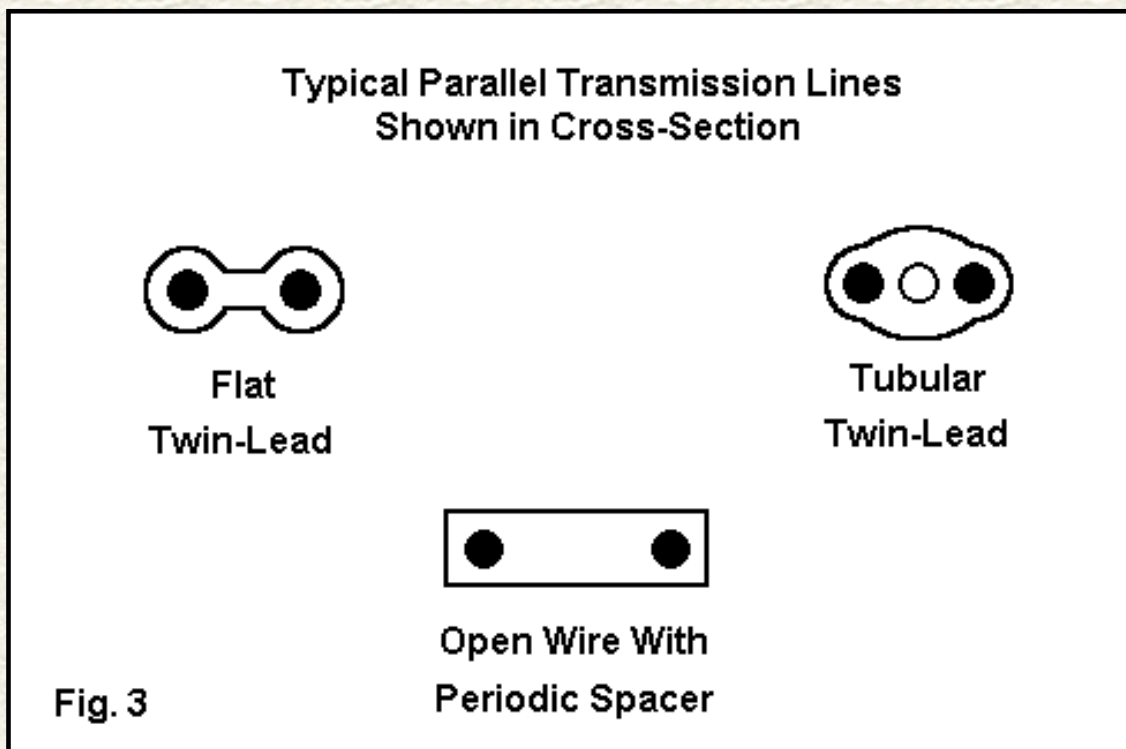 Typical Parallel Transmission Lines
Shown in Cross-Section
Flat
Twin-Lead
Tubular
Twin-Lead
Open Wire With
Periodic Spacer
Fig. 3